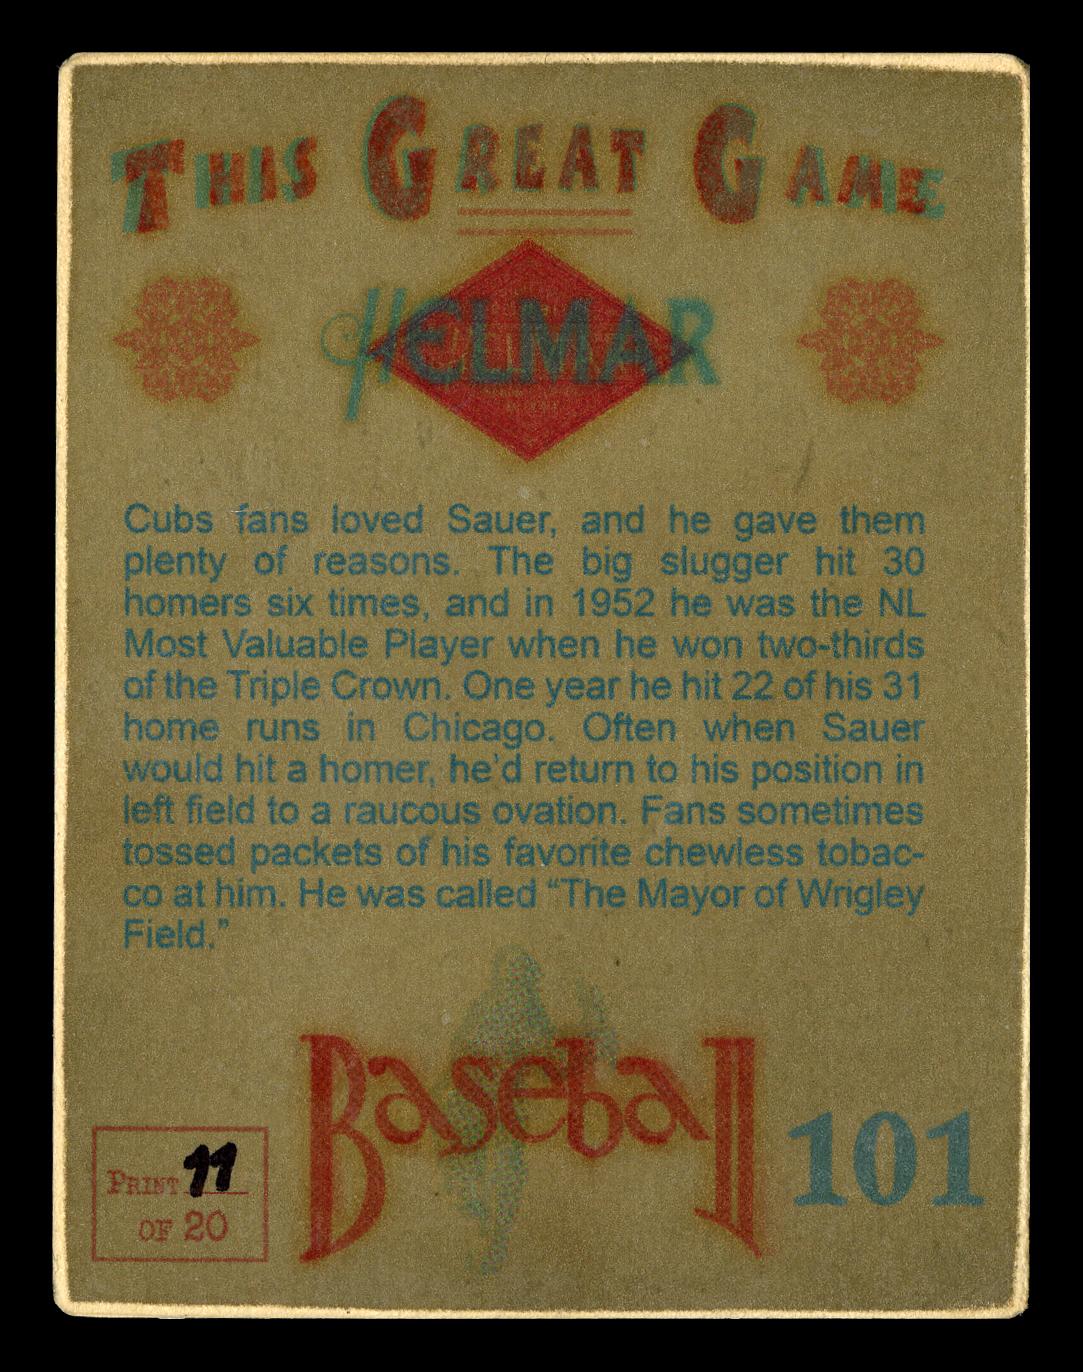 THIS GREAT GAME
HELMAR
Cubs fans loved Sauer, and he gave them
plenty of reasons. The big slugger hit 30
homers six times, and in 1952 he was the NL
Most Valuable Player when he won two-thirds
of the Triple Crown. One year he hit 22 of his 31
home runs in Chicago. Often when Sauer
would hit a homer, he'd return to his position in
left field to a raucous ovation. Fans sometimes
tossed packets of his favorite chewless tobac-
co at him. He was called “The Mayor of Wrigley
Field.”
Baseball
101
PRINT 11
OF 20